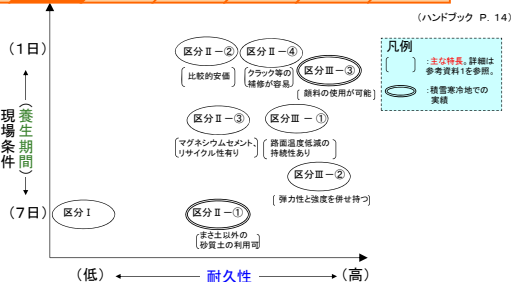 (ハンドブック P. 14)
凡例
:主な特長。詳細は
参考資料1を参照。
:積雪寒冷地での
実績
(1日)
区分Ⅱ-②
比較的安価
区分Ⅱ-④
クラック等の
補修が容易
区分Ⅲ-③
顔料の使用が可能
現場条件
(養生期間)
区分Ⅱ-③
マグネシウムセメント、
リサイクル性有り
区分Ⅲ-①
路面温度低減の
持続性あり
区分Ⅲ-②
弾力性と強度を併せ持つ
(7日)
区分Ⅰ
区分Ⅱ-①
まさ土以外の
砂質土の利用可
(低)
耐久性
(高)